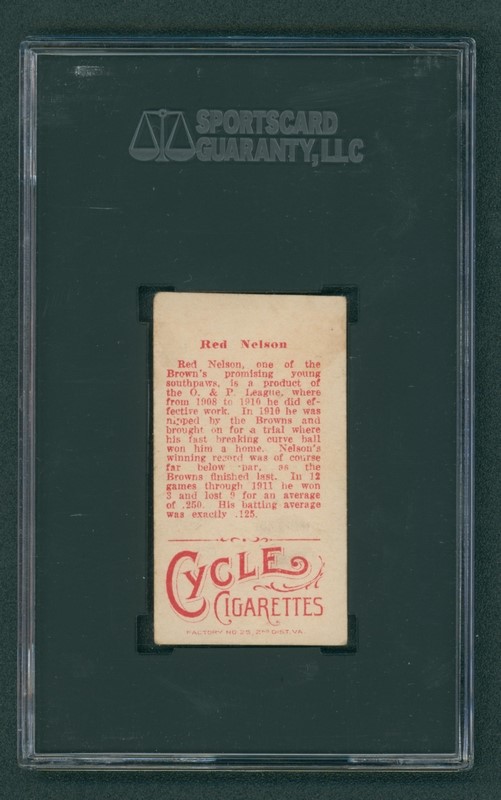 SPORTSCARD
GUARANTY, LLC
Red Nelson
Red Nelson, one of the
Brown's promising young
southpaws, is a product of
the O. & P. League, where
from 1908 to 1910 he did ef-
fective work. In 1910 he was
nipped by the Browns and
brought on for a trial where
his fast breaking curve ball
won him a home. Nelson's
winning record was of course
far below par, as the
Browns finished last. In 12
games through 1911 he won
3 and lost 9 for an average
of .250. His batting average
was exactly .125.
CYCLE
CIGARETTES
FACTORY NO 25, 2ND DIST. VA.